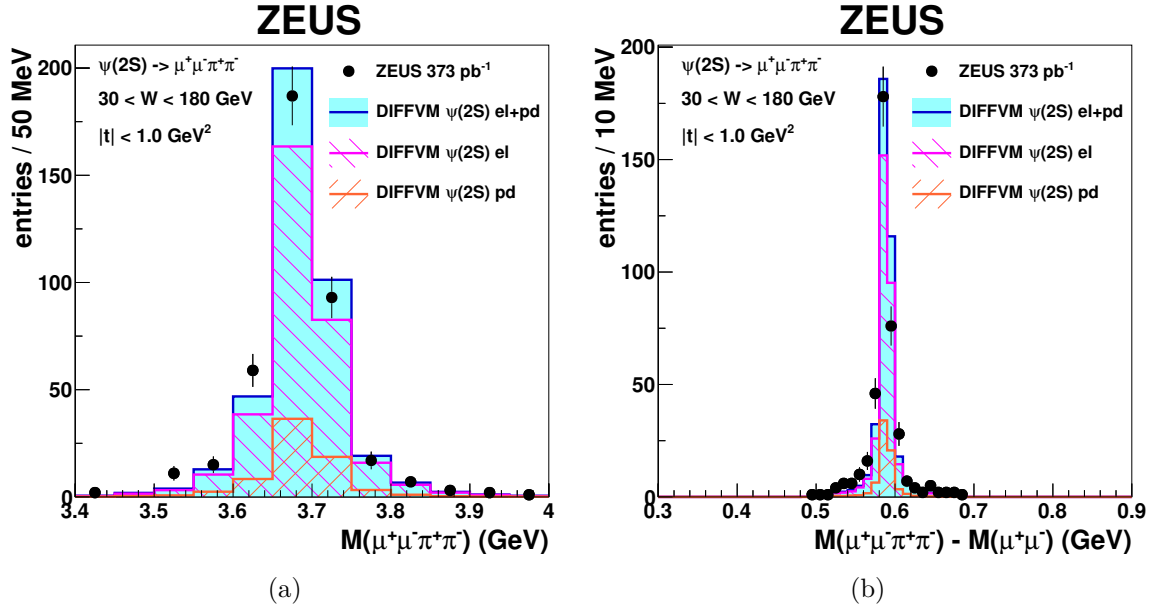 ZEUS
entries / 50 MeV
200
150
100
50
0
ψ(2S) -> μ⁺μ⁻π⁺π⁻
30 < W < 180 GeV
|t| < 1.0 GeV²
ZEUS 373 pb⁻¹
DIFFVM ψ(2S) el+pd
DIFFVM ψ(2S) el
DIFFVM ψ(2S) pd
3.4 3.5 3.6 3.7 3.8 3.9 4
M(μ⁺μ⁻π⁺π⁻) (GeV)
(a)
ZEUS
entries / 10 MeV
200
150
100
50
0
ψ(2S) -> μ⁺μ⁻π⁺π⁻
30 < W < 180 GeV
|t| < 1.0 GeV²
ZEUS 373 pb⁻¹
DIFFVM ψ(2S) el+pd
DIFFVM ψ(2S) el
DIFFVM ψ(2S) pd
0.3 0.4 0.5 0.6 0.7 0.8 0.9
M(μ⁺μ⁻π⁺π⁻) - M(μ⁺μ⁻) (GeV)
(b)